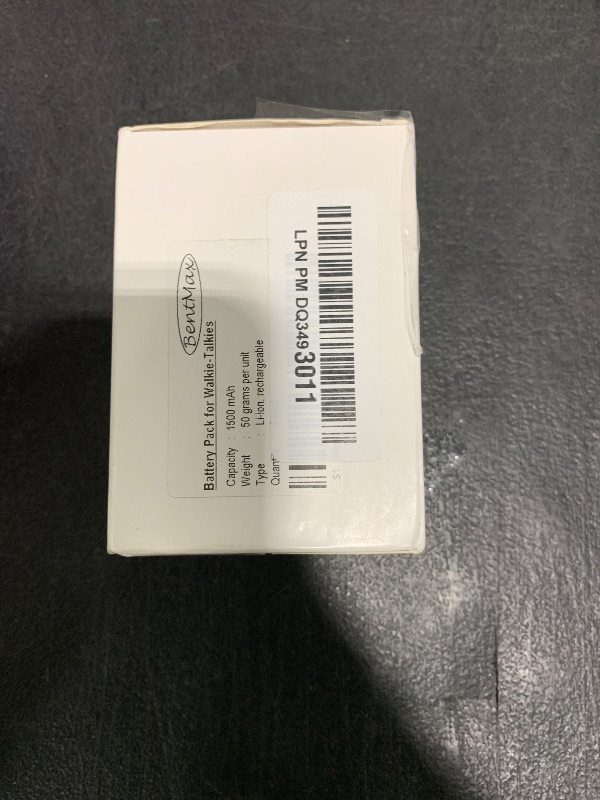 BentMax
Battery Pack for Walkie-Talkies
Capacity : 1500 mAh
Weight : 50 grams per unit
Type : Li-ion, rechargeable
LPN PM DQ3493011